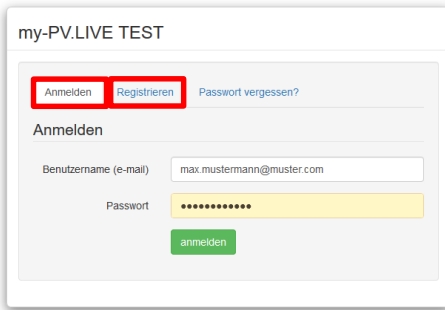 my-PV.LIVE TEST
Anmelden Registrieren Passwort vergessen?
Anmelden
Benutzername (e-mail) max.mustermann@muster.com
Passwort ●●●●●●●●●●●●
anmelden